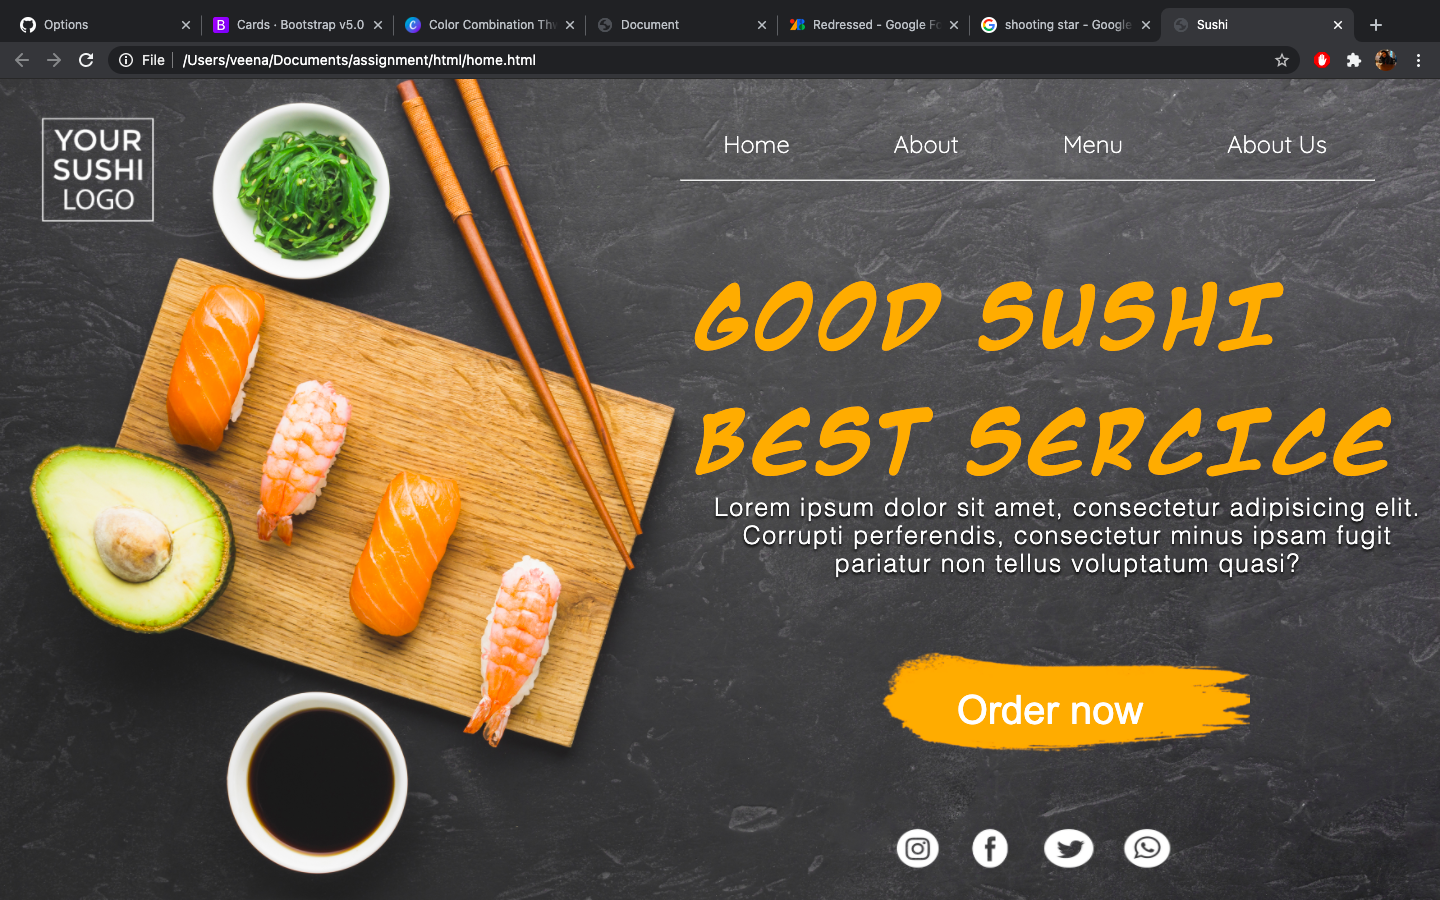 Options
Cards · Bootstrap v5.0
Color Combination Th
Document
Redressed - Google Fo
shooting star - Google
Sushi
File
/Users/veena/Documents/assignment/html/home.html
YOUR
SUSHI
LOGO
Home About Menu About Us
GOOD SUSHI
BEST SERCICE
Lorem ipsum dolor sit amet, consectetur adipisicing elit.
Corrupti perferendis, consectetur minus ipsam fugit
pariatur non tellus voluptatum quasi?
Order now